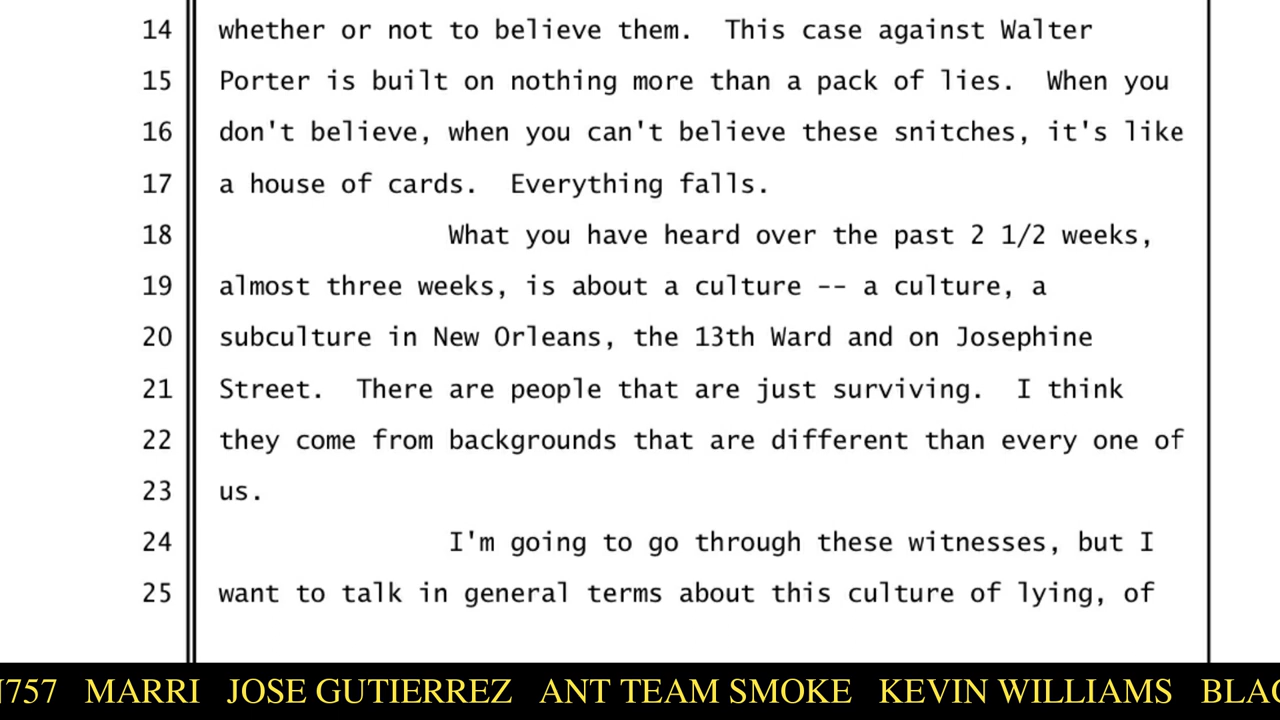 14 whether or not to believe them. This case against Walter
15 Porter is built on nothing more than a pack of lies. When you
16 don't believe, when you can't believe these snitches, it's like
17 a house of cards. Everything falls.
18 What you have heard over the past 2 1/2 weeks,
19 almost three weeks, is about a culture -- a culture, a
20 subculture in New Orleans, the 13th Ward and on Josephine
21 Street. There are people that are just surviving. I think
22 they come from backgrounds that are different than every one of
23 us.
24 I'm going to go through these witnesses, but I
25 want to talk in general terms about this culture of lying, of
757 MARRI JOSE GUTIERREZ ANT TEAM SMOKE KEVIN WILLIAMS